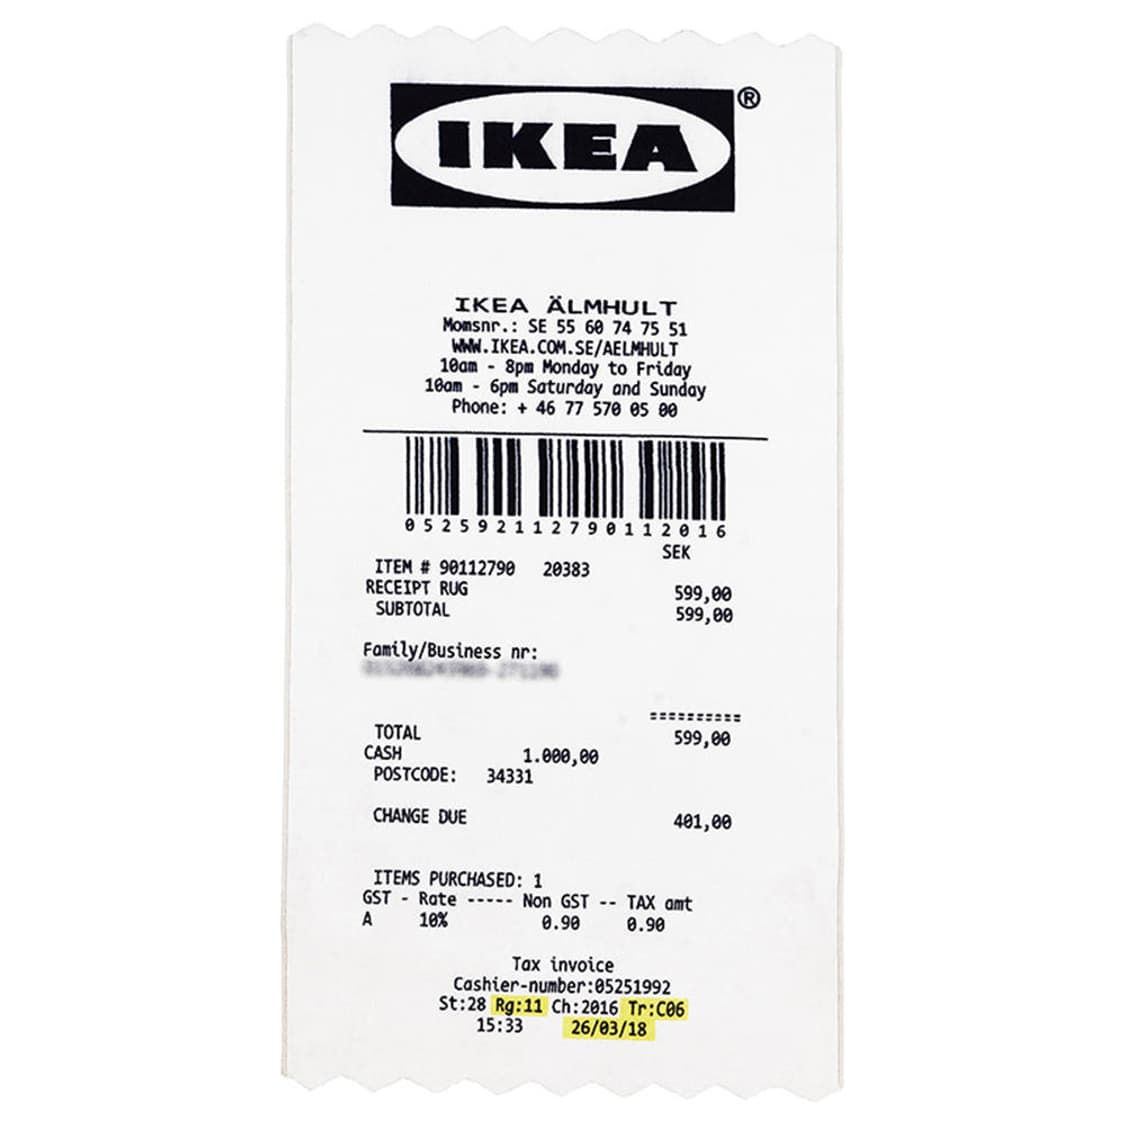 IKEA ®
IKEA ÄLMHULT
Momsnr.: SE 55 60 74 75 51
WWW.IKEA.COM.SE/AELMHULT
10am - 8pm Monday to Friday
10am - 6pm Saturday and Sunday
Phone: + 46 77 570 05 00
052592112790112016
SEK
ITEM # 90112790 20383
RECEIPT RUG 599,00
SUBTOTAL 599,00
Family/Business nr:
==========
TOTAL 599,00
CASH 1.000,00
POSTCODE: 34331
CHANGE DUE 401,00
ITEMS PURCHASED: 1
GST - Rate ----- Non GST -- TAX amt
A 10% 0.90 0.90
Tax invoice
Cashier-number:05251992
St:28 Rg:11 Ch:2016 Tr:C06
15:33 26/03/18